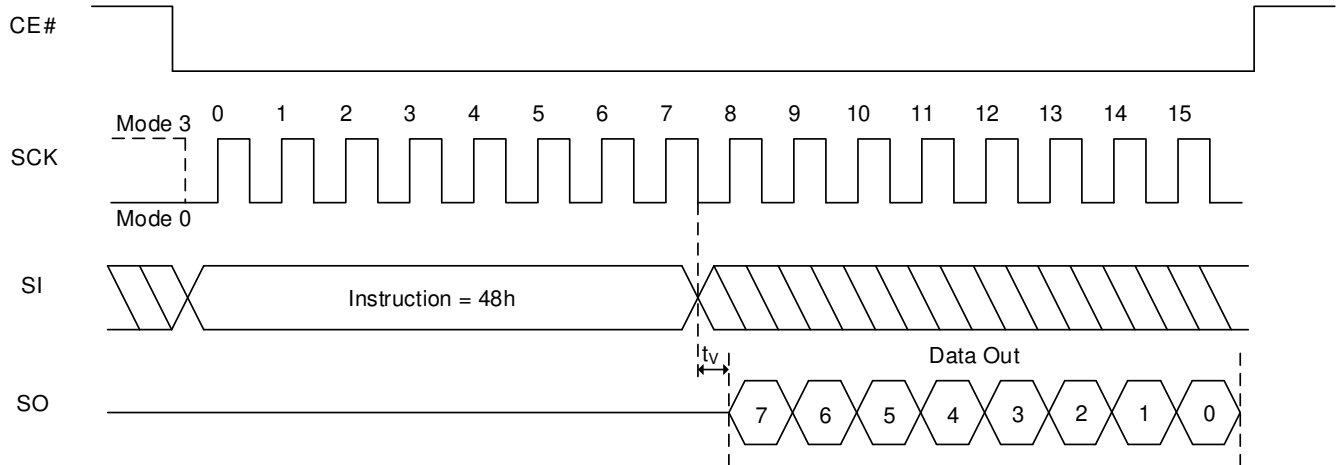 CE#
0 1 2 3 4 5 6 7 8 9 10 11 12 13 14 15
Mode 3
SCK
Mode 0
SI
Instruction = 48h
tV
Data Out
SO
7 6 5 4 3 2 1 0